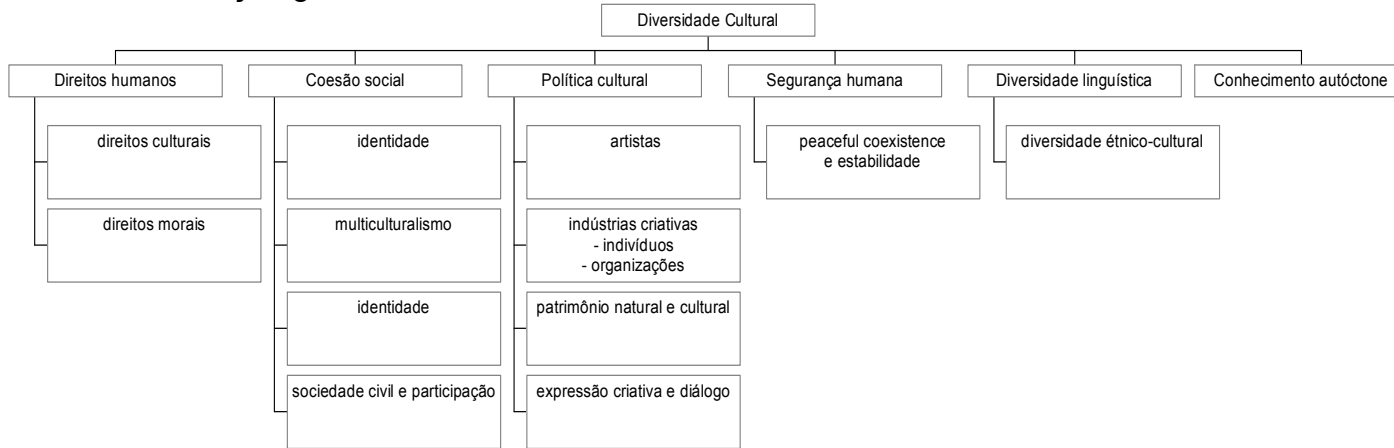 Diversidade Cultural
Direitos humanos
Coesão social
Política cultural
Segurança humana
Diversidade linguística
Conhecimento autóctone
direitos culturais
identidade
artistas
peaceful coexistence
e estabilidade
diversidade étnico-cultural
direitos morais
multiculturalismo
indústrias criativas
- indivíduos
- organizações
identidade
patrimônio natural e cultural
sociedade civil e participação
expressão criativa e diálogo